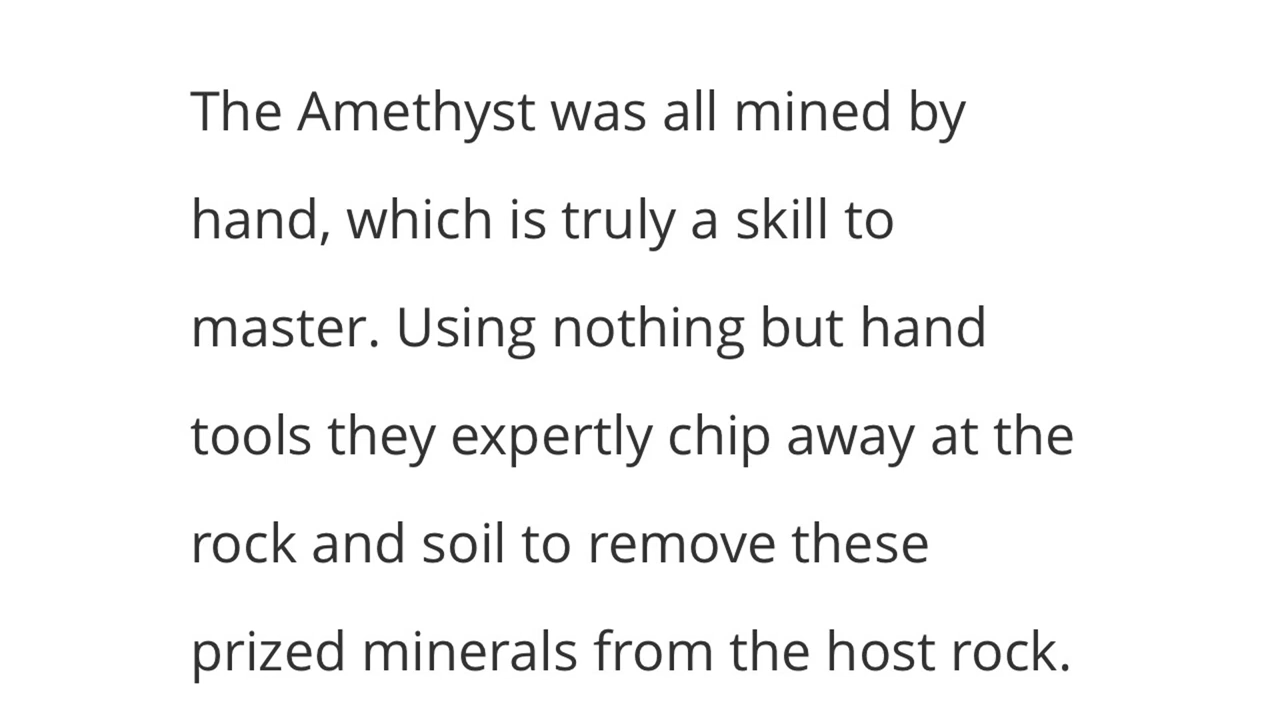 The Amethyst was all mined by
hand, which is truly a skill to
master. Using nothing but hand
tools they expertly chip away at the
rock and soil to remove these
prized minerals from the host rock.